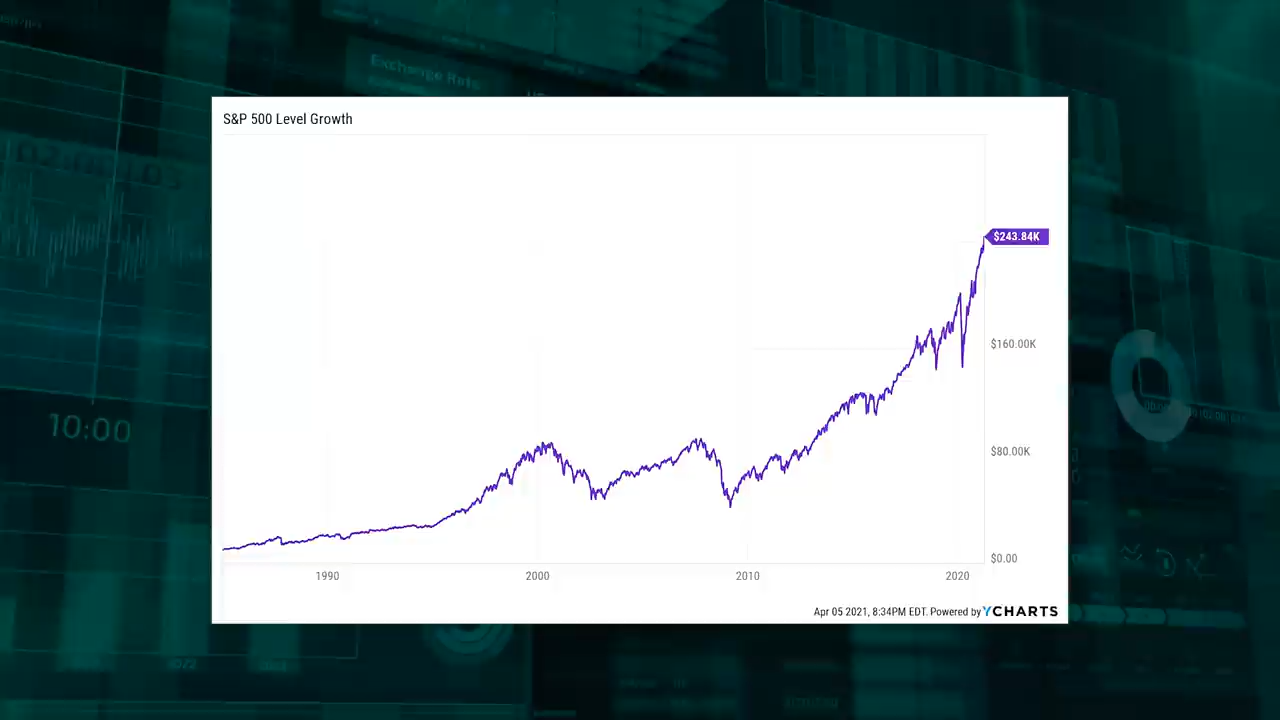 Exchange Rate
S&P 500 Level Growth
$243.84K
$160.00K
10:00
$80.00K
$0.00
1990
2000
2010
2020
Apr 05 2021, 8:34PM EDT. Powered by YCHARTS